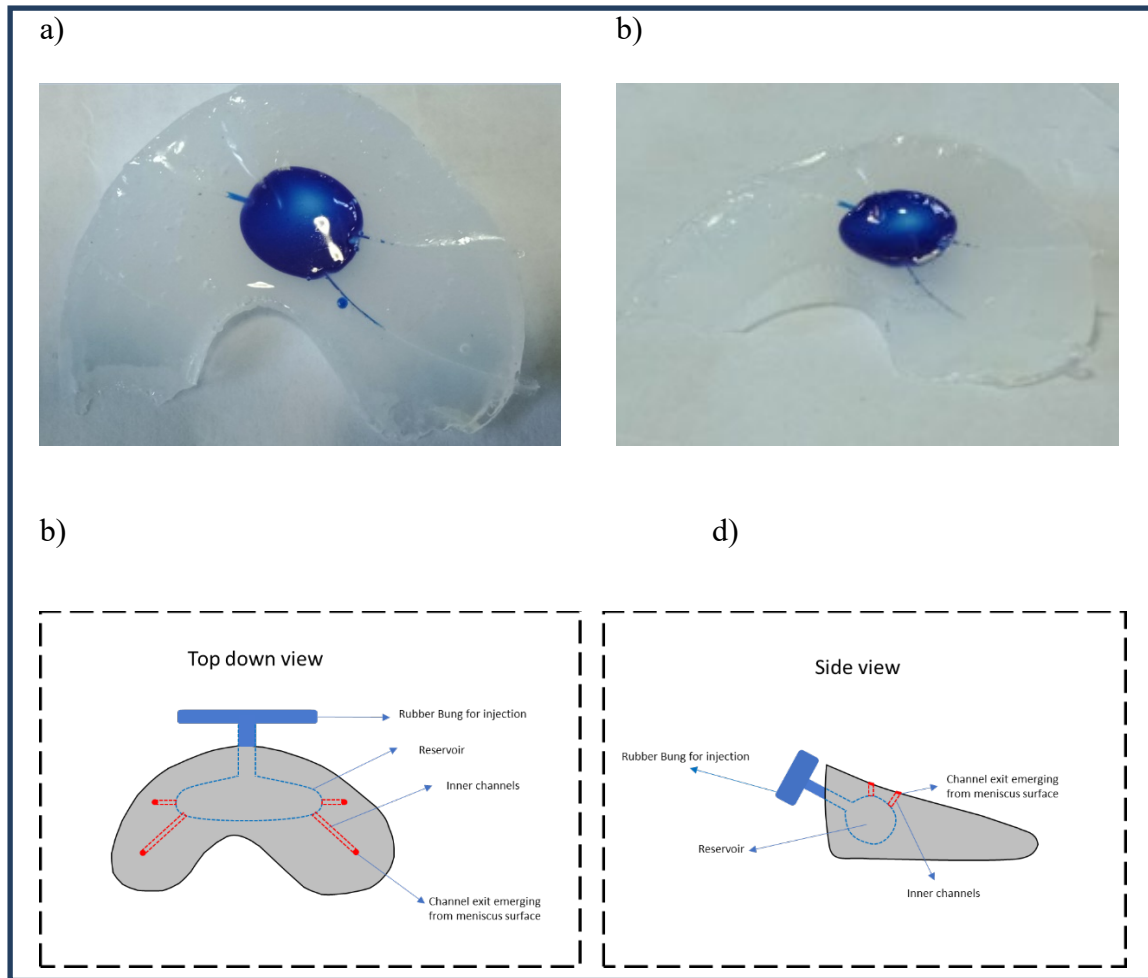 a)
b)
b)
d)
Top down view
Rubber Bung for injection
Reservoir
Inner channels
Channel exit emerging
from meniscus surface
Side view
Rubber Bung for injection
Channel exit emerging
from meniscus surface
Reservoir
Inner channels